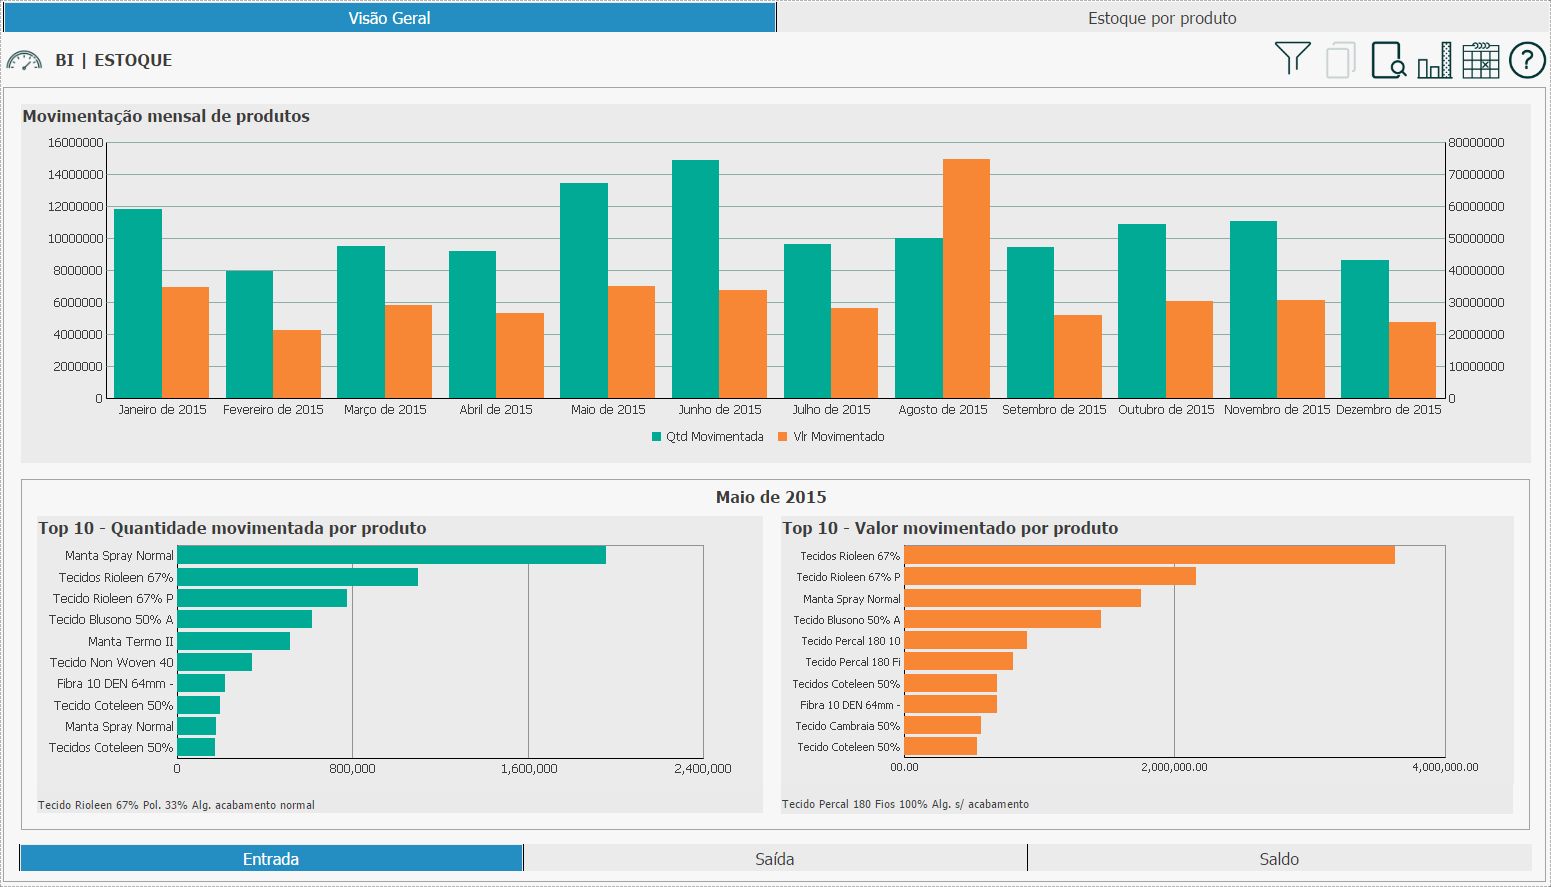 Visão Geral
Estoque por produto
BI | ESTOQUE
?
Movimentação mensal de produtos
16000000
14000000
12000000
10000000
8000000
6000000
4000000
2000000
0
80000000
70000000
60000000
50000000
40000000
30000000
20000000
10000000
0
Janeiro de 2015 Fevereiro de 2015 Março de 2015 Abril de 2015 Maio de 2015 Junho de 2015 Julho de 2015 Agosto de 2015 Setembro de 2015 Outubro de 2015 Novembro de 2015 Dezembro de 2015
Qtd Movimentada Vlr Movimentado
Maio de 2015
Top 10 - Quantidade movimentada por produto
Manta Spray Normal
Tecidos Rioleen 67%
Tecido Rioleen 67% P
Tecido Blusono 50% A
Manta Termo II
Tecido Non Woven 40
Fibra 10 DEN 64mm -
Tecido Coteleen 50%
Manta Spray Normal
Tecidos Coteleen 50%
0 800,000 1,600,000 2,400,000
Tecido Rioleen 67% Pol. 33% Alg. acabamento normal
Top 10 - Valor movimentado por produto
Tecidos Rioleen 67%
Tecido Rioleen 67% P
Manta Spray Normal
Tecido Blusono 50% A
Tecido Percal 180 10
Tecido Percal 180 Fi
Tecidos Coteleen 50%
Fibra 10 DEN 64mm -
Tecido Cambraia 50%
Tecido Coteleen 50%
00.00 2,000,000.00 4,000,000.00
Tecido Percal 180 Fios 100% Alg. s/ acabamento
Entrada
Saída
Saldo